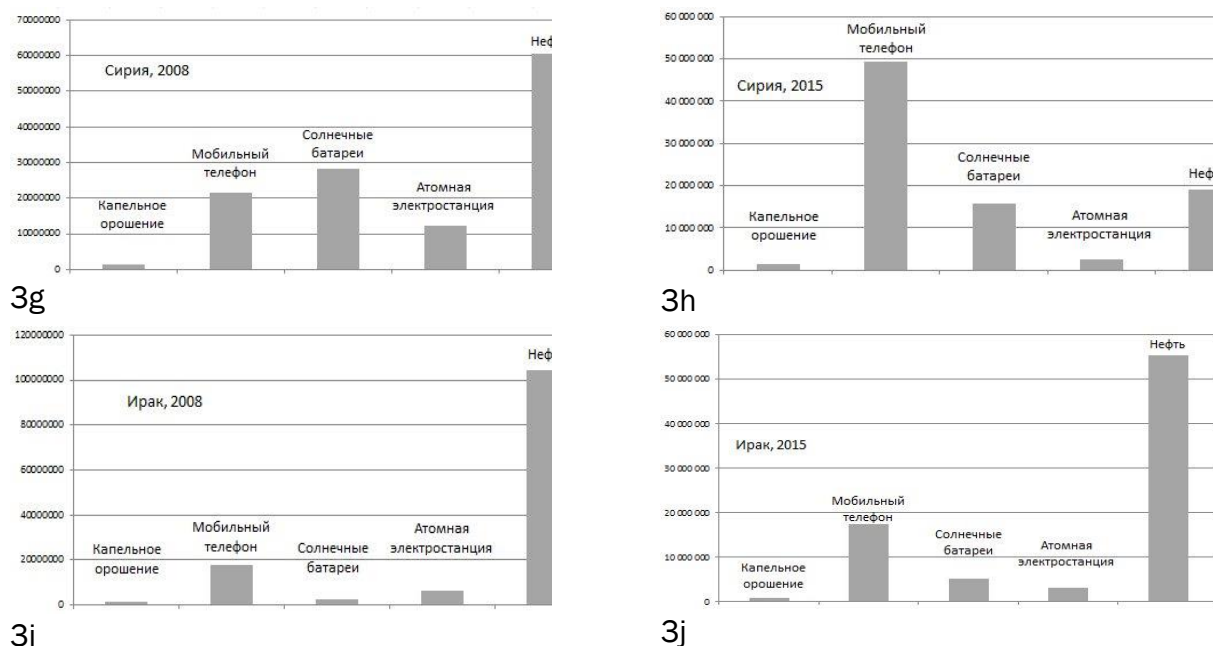 70000000
60000000
50000000
40000000
30000000
20000000
10000000
0
Сирия, 2008
Капельное
орошение
Мобильный
телефон
Солнечные
батареи
Атомная
электростанция
Неф
3g
60 000 000
50 000 000
40 000 000
30 000 000
20 000 000
10 000 000
0
Сирия, 2015
Капельное
орошение
Мобильный
телефон
Солнечные
батареи
Атомная
электростанция
Неф
3h
120000000
100000000
80000000
60000000
40000000
20000000
0
Ирак, 2008
Капельное
орошение
Мобильный
телефон
Солнечные
батареи
Атомная
электростанция
Неф
3i
60 000 000
50 000 000
40 000 000
30 000 000
20 000 000
10 000 000
0
Ирак, 2015
Капельное
орошение
Мобильный
телефон
Солнечные
батареи
Атомная
электростанция
Нефть
3j